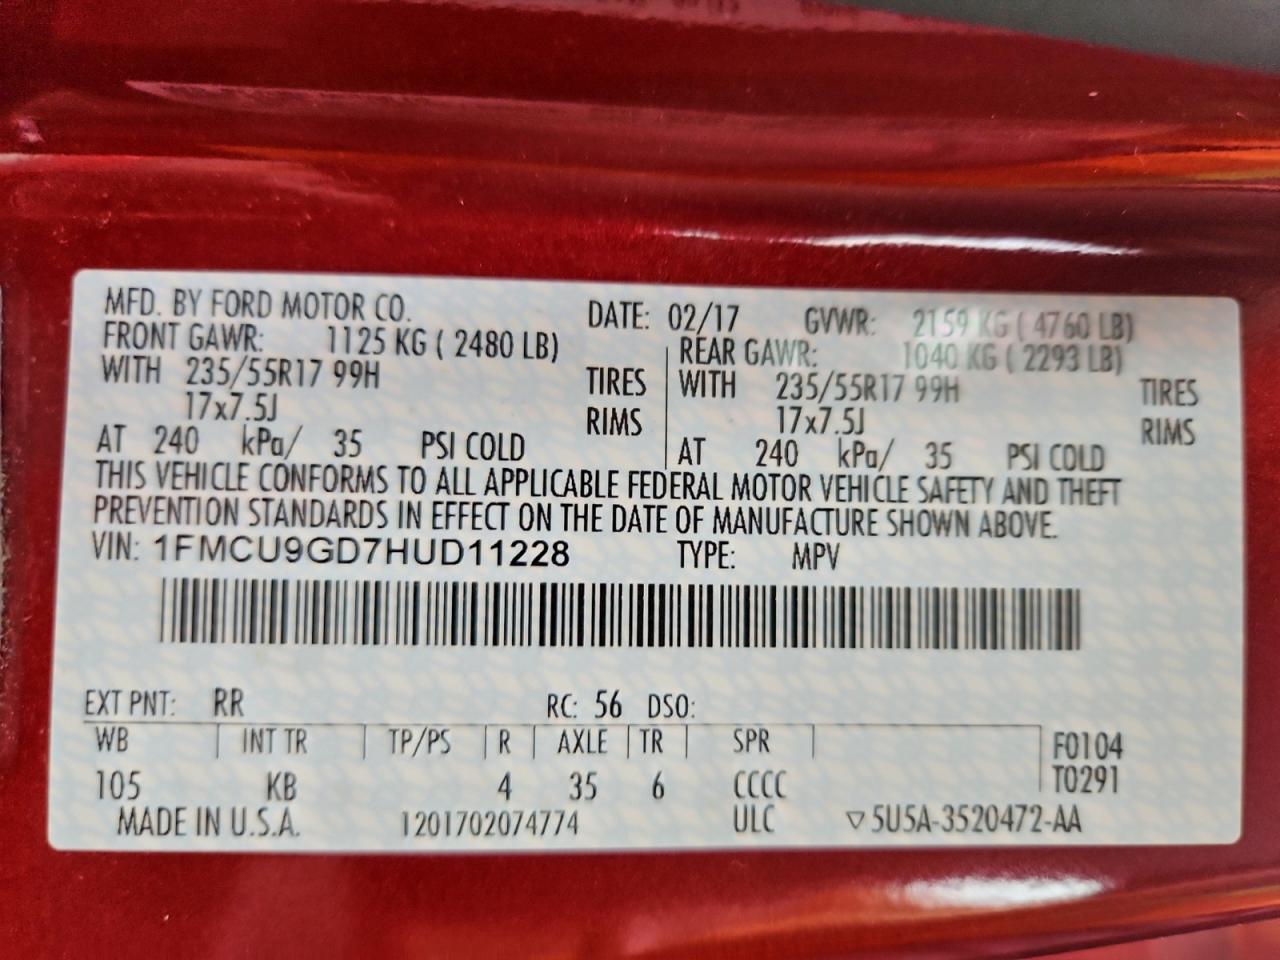 MFD. BY FORD MOTOR CO. DATE: 02/17 GVWR: 2159 KG ( 4760 LB)
FRONT GAWR: 1125 KG ( 2480 LB) REAR GAWR: 1040 KG ( 2293 LB)
WITH 235/55R17 99H TIRES WITH 235/55R17 99H TIRES
17x7.5J RIMS 17x7.5J RIMS
AT 240 kPa/ 35 PSI COLD AT 240 kPa/ 35 PSI COLD
THIS VEHICLE CONFORMS TO ALL APPLICABLE FEDERAL MOTOR VEHICLE SAFETY AND THEFT
PREVENTION STANDARDS IN EFFECT ON THE DATE OF MANUFACTURE SHOWN ABOVE.
VIN: 1FMCU9GD7HUD11228 TYPE: MPV
EXT PNT: RR RC: 56 DSO:
WB INT TR TP/PS R AXLE TR SPR F0104
105 KB 4 35 6 CCCC T0291
MADE IN U.S.A. 1201702074774 ULC ▽5U5A-3520472-AA